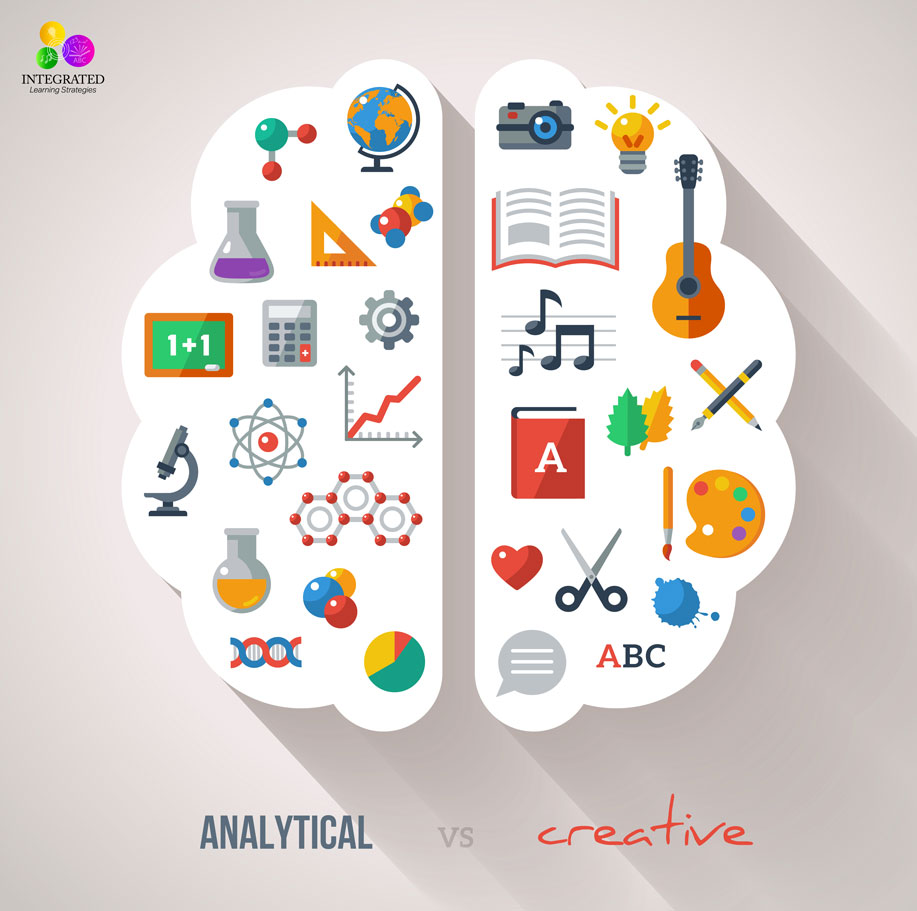 INTEGRATED
Learning Strategies
ABC
1+1
A
ABC
ANALYTICAL vs creative